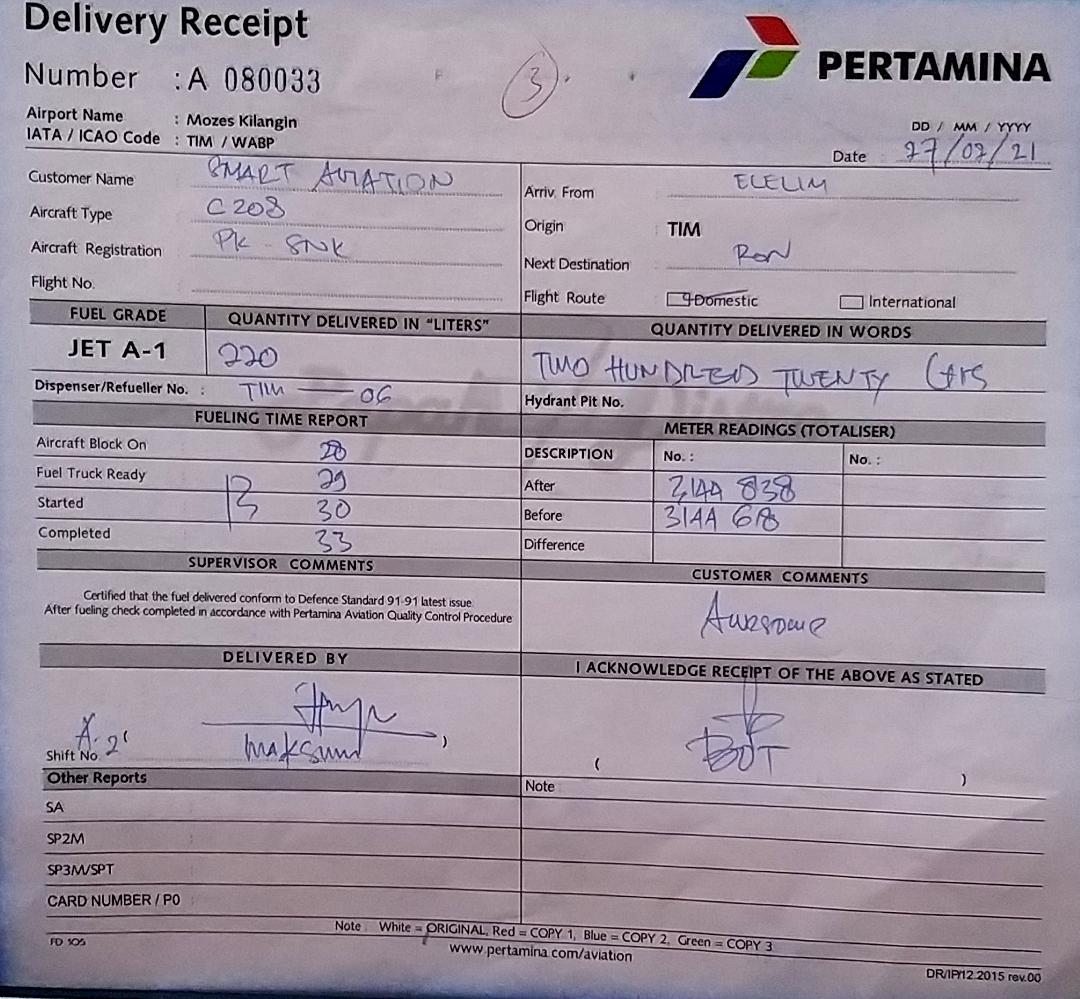 Delivery Receipt
PERTAMINA
Number : A 080033
3
Airport Name : Mozes Kilangin
IATA / ICAO Code : TIM / WABP
DD / MM / YYYY
Date 27/07/21
Customer Name SMART AVIATION
Aircraft Type C208
Aircraft Registration PK - SNK
Flight No.
Arriv. From ELELIM
Origin TIM
Next Destination RON
Flight Route Domestic International
FUEL GRADE QUANTITY DELIVERED IN "LITERS" QUANTITY DELIVERED IN WORDS
JET A-1 220 TWO HUNDRED TWENTY Ltrs
Dispenser/Refueller No. : TIM — 06
Hydrant Pit No.
FUELING TIME REPORT
Aircraft Block On 28
Fuel Truck Ready 29
13
Started 30
Completed 33
METER READINGS (TOTALISER)
DESCRIPTION No. : No. :
After 3144 838
Before 3144 618
Difference
SUPERVISOR COMMENTS
Certified that the fuel delivered conform to Defence Standard 91-91 latest issue
After fueling check completed in accordance with Pertamina Aviation Quality Control Procedure
CUSTOMER COMMENTS
Awesome
DELIVERED BY
Shift No A.2 ( maksum )
I ACKNOWLEDGE RECEIPT OF THE ABOVE AS STATED
( )
Other Reports
Note
SA
SP2M
SP3M/SPT
CARD NUMBER / PO
Note : White = ORIGINAL, Red = COPY 1, Blue = COPY 2, Green = COPY 3
FD 105
www.pertamina.com/aviation
DR/IP/12.2015 rev.00